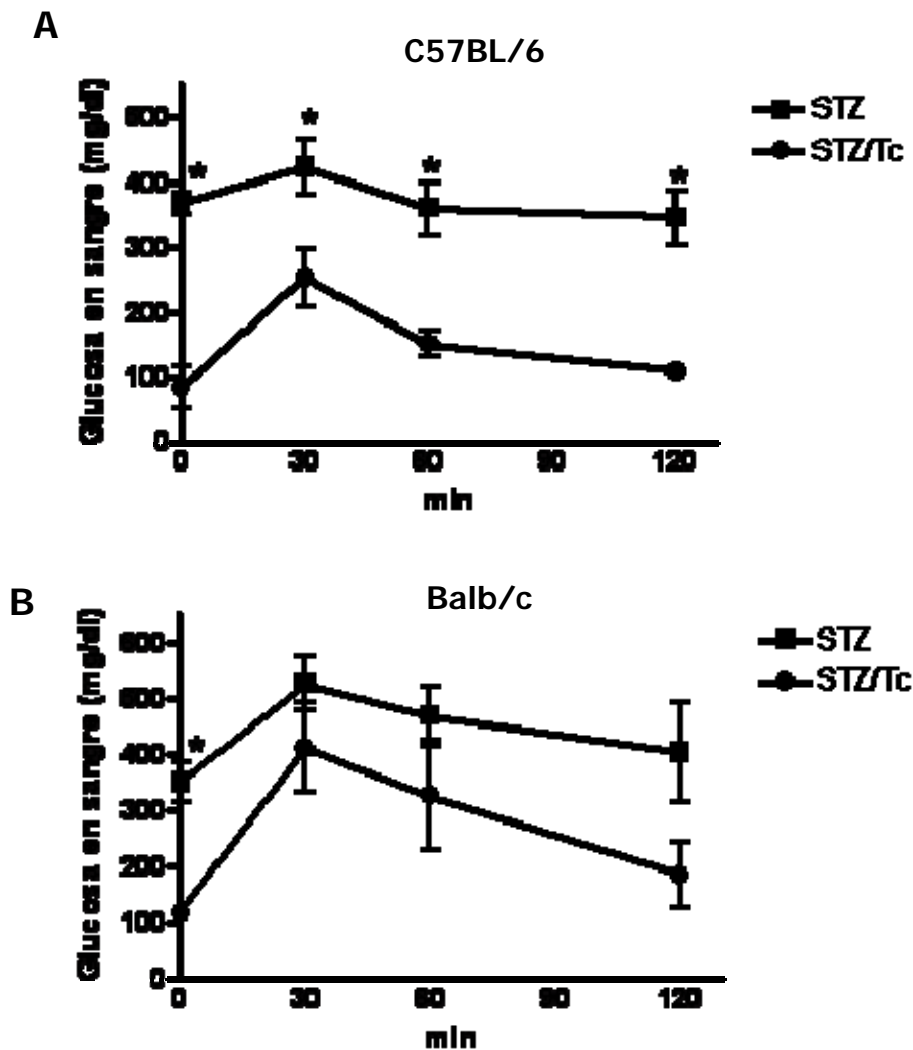 A
C57BL/6
Glucosa en sangre (mg/dl)
500
400
300
200
100
0
*
*
*
*
STZ
STZ/Tc
0 30 60 90 120
min
B
Balb/c
Glucosa en sangre (mg/dl)
600
500
400
300
200
100
0
*
STZ
STZ/Tc
0 30 60 90 120
min